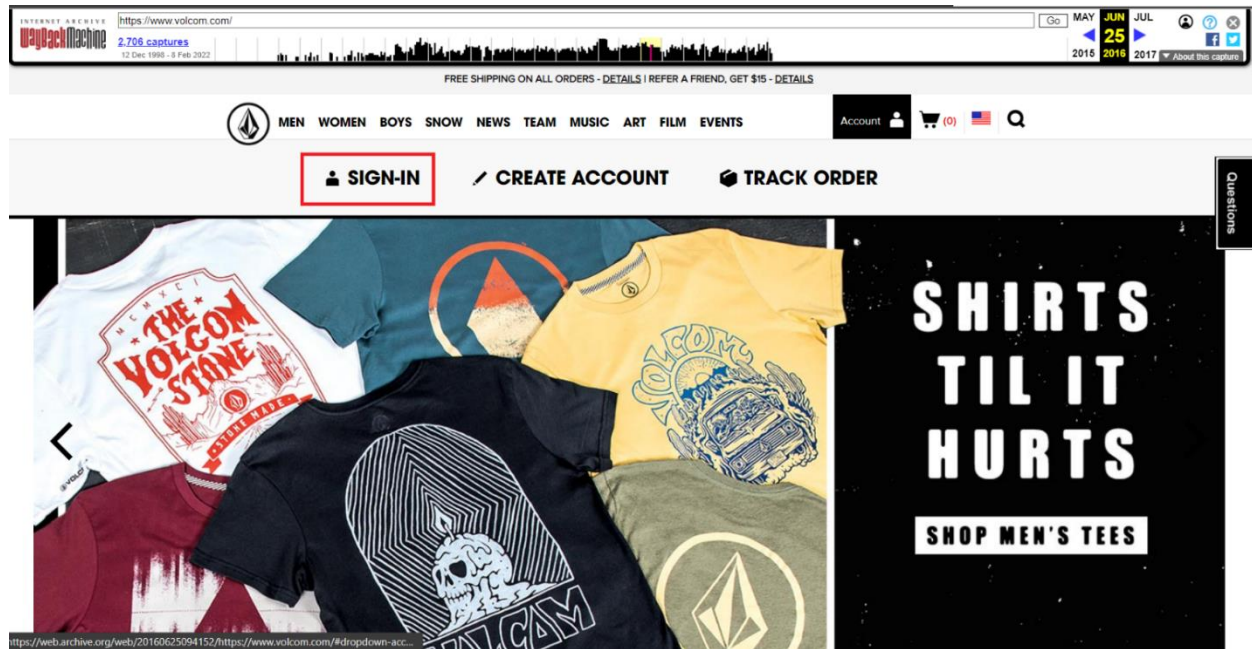 INTERNET ARCHIVE
WayBackMachine
https://www.volcom.com/
Go
2,706 captures
12 Dec 1998 - 8 Feb 2022
MAY JUN JUL
25
2015 2016 2017
About this capture
FREE SHIPPING ON ALL ORDERS - DETAILS | REFER A FRIEND, GET $15 - DETAILS
MEN WOMEN BOYS SNOW NEWS TEAM MUSIC ART FILM EVENTS
Account
(0)
SIGN-IN
CREATE ACCOUNT
TRACK ORDER
Questions
MCMXCI
THE
VOLCOM
STONE
STONE MADE
VOLCOM
SHIRTS
TIL IT
HURTS
SHOP MEN'S TEES
https://web.archive.org/web/20160625094152/https://www.volcom.com/#dropdown-acc...